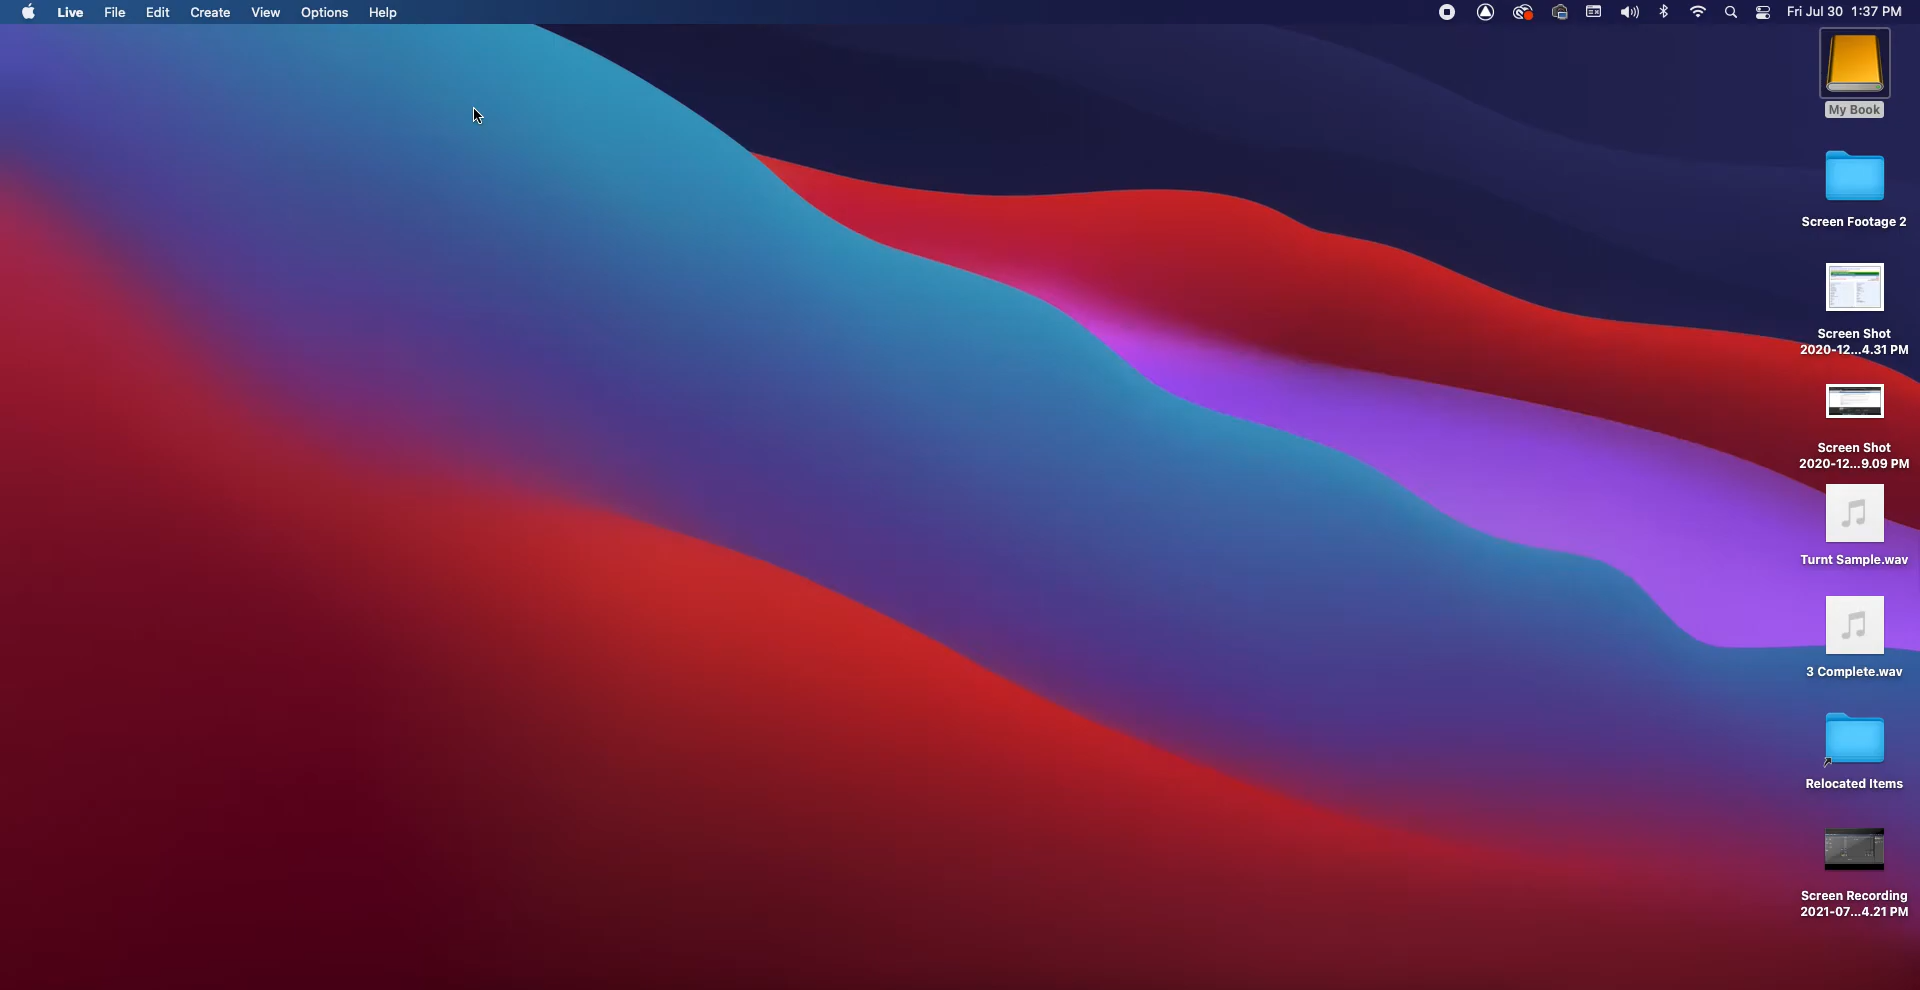 Live File Edit Create View Options Help Fri Jul 30 1:37 PM
My Book
Screen Footage 2
Screen Shot
2020-12...4.31 PM
Screen Shot
2020-12...9.09 PM
Turnt Sample.wav
3 Complete.wav
Relocated Items
Screen Recording
2021-07...4.21 PM